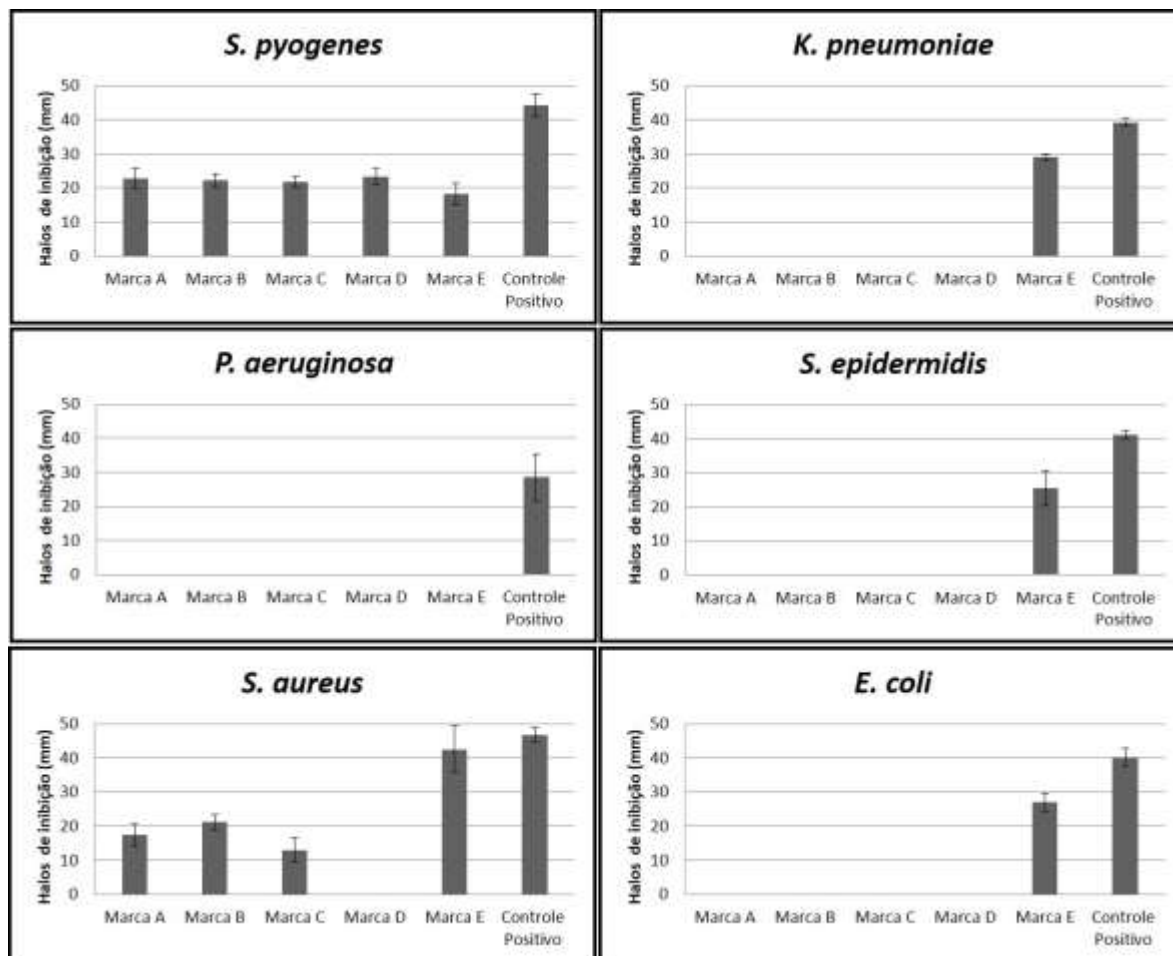 S. pyogenes
Halos de inibição (mm)
50
40
30
20
10
0
Marca A Marca B Marca C Marca D Marca E Controle
Positivo
K. pneumoniae
Halos de inibição (mm)
50
40
30
20
10
0
Marca A Marca B Marca C Marca D Marca E Controle
Positivo
P. aeruginosa
Halos de inibição (mm)
50
40
30
20
10
0
Marca A Marca B Marca C Marca D Marca E Controle
Positivo
S. epidermidis
Halos de inibição (mm)
50
40
30
20
10
0
Marca A Marca B Marca C Marca D Marca E Controle
Positivo
S. aureus
Halos de inibição (mm)
50
40
30
20
10
0
Marca A Marca B Marca C Marca D Marca E Controle
Positivo
E. coli
Halos de inibição (mm)
50
40
30
20
10
0
Marca A Marca B Marca C Marca D Marca E Controle
Positivo